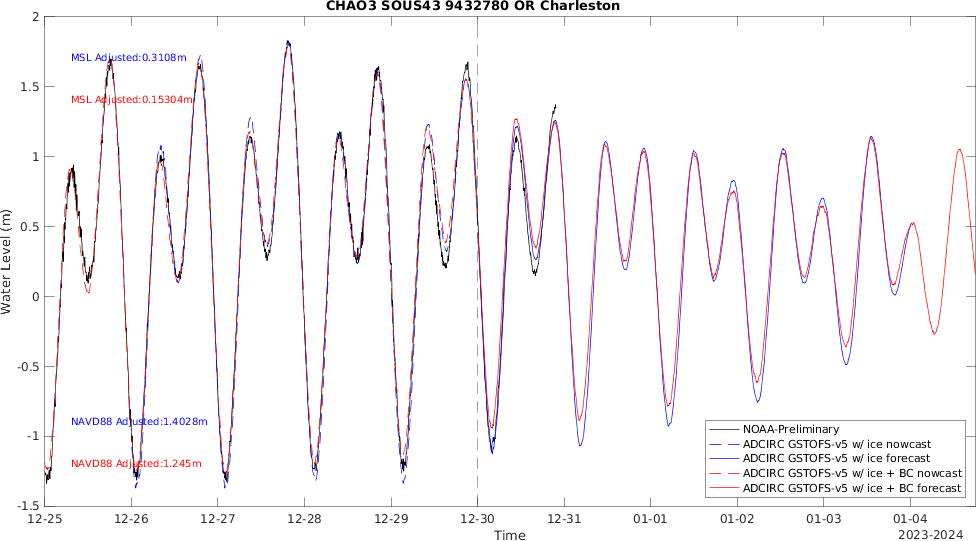 CHAO3 SOUS43 9432780 OR Charleston
2
1.5
1
0.5
0
-0.5
-1
-1.5
Water Level (m)
MSL Adjusted:0.3108m
MSL Adjusted:0.15304m
NAVD88 Adjusted:1.4028m
NAVD88 Adjusted:1.245m
NOAA-Preliminary
ADCIRC GSTOFS-v5 w/ ice nowcast
ADCIRC GSTOFS-v5 w/ ice forecast
ADCIRC GSTOFS-v5 w/ ice + BC nowcast
ADCIRC GSTOFS-v5 w/ ice + BC forecast
12-25 12-26 12-27 12-28 12-29 12-30 12-31 01-01 01-02 01-03 01-04
Time
2023-2024